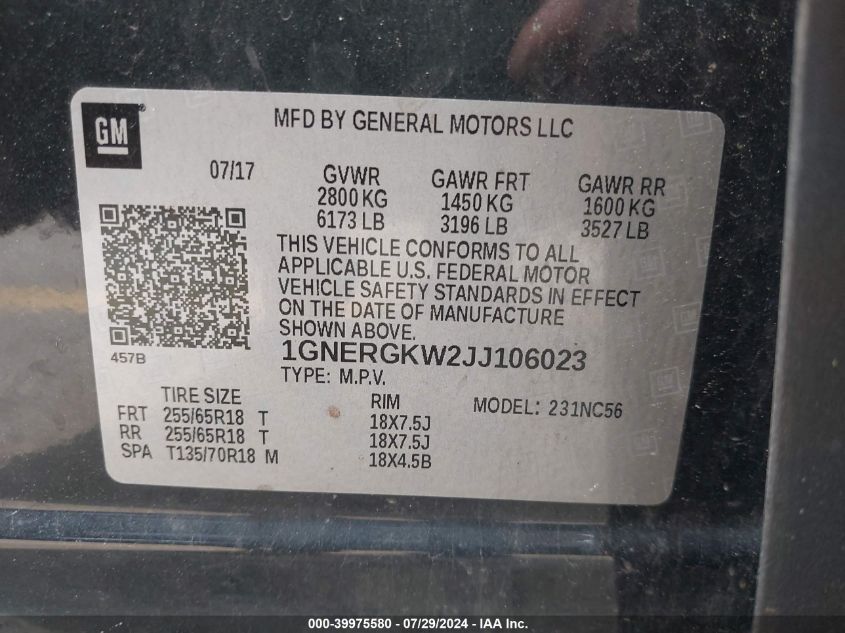 GM
MFD BY GENERAL MOTORS LLC
07/17
GVWR GAWR FRT GAWR RR
2800 KG 1450 KG 1600 KG
6173 LB 3196 LB 3527 LB
THIS VEHICLE CONFORMS TO ALL
APPLICABLE U.S. FEDERAL MOTOR
VEHICLE SAFETY STANDARDS IN EFFECT
ON THE DATE OF MANUFACTURE
SHOWN ABOVE.
457B
1GNERGKW2JJ106023
TYPE: M.P.V.
TIRE SIZE RIM MODEL: 231NC56
FRT 255/65R18 T 18X7.5J
RR 255/65R18 T 18X7.5J
SPA T135/70R18 M 18X4.5B
000-39975580 - 07/29/2024 - IAA Inc.